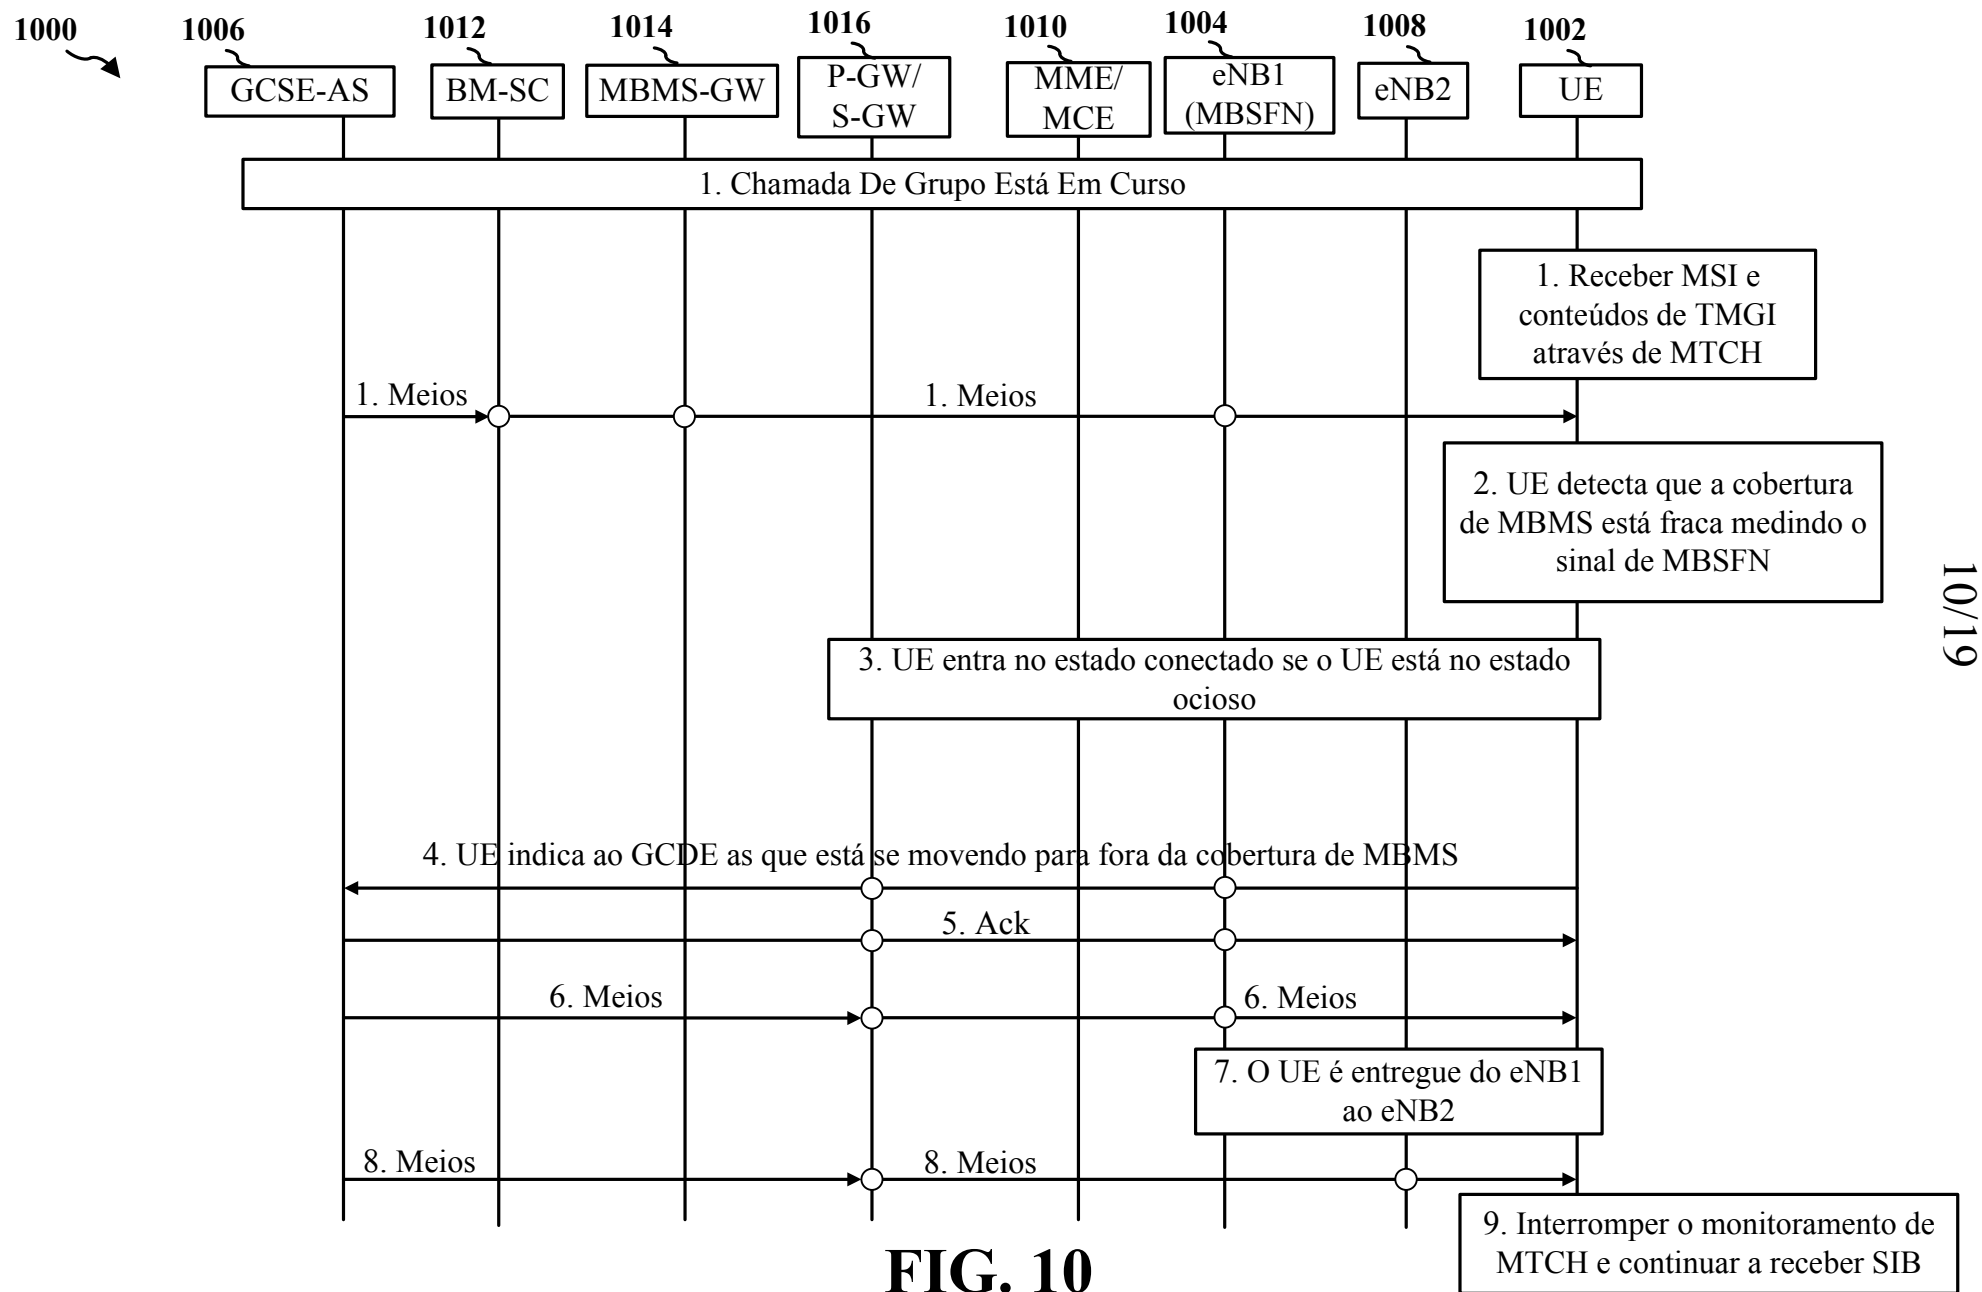 1000
1006
1012
1014
1016
1010
1004
1008
1002
GCSE-AS
BM-SC
MBMS-GW
P-GW/
S-GW
MME/
MCE
eNB1
(MBSFN)
eNB2
UE
1. Chamada De Grupo Está Em Curso
1. Receber MSI e
conteúdos de TMGI
através de MTCH
1. Meios
1. Meios
2. UE detecta que a cobertura
de MBMS está fraca medindo o
sinal de MBSFN
10/19
3. UE entra no estado conectado se o UE está no estado
ocioso
4. UE indica ao GCDE as que está se movendo para fora da cobertura de MBMS
5. Ack
6. Meios
6. Meios
7. O UE é entregue do eNB1
ao eNB2
8. Meios
8. Meios
9. Interromper o monitoramento de
MTCH e continuar a receber SIB
FIG. 10